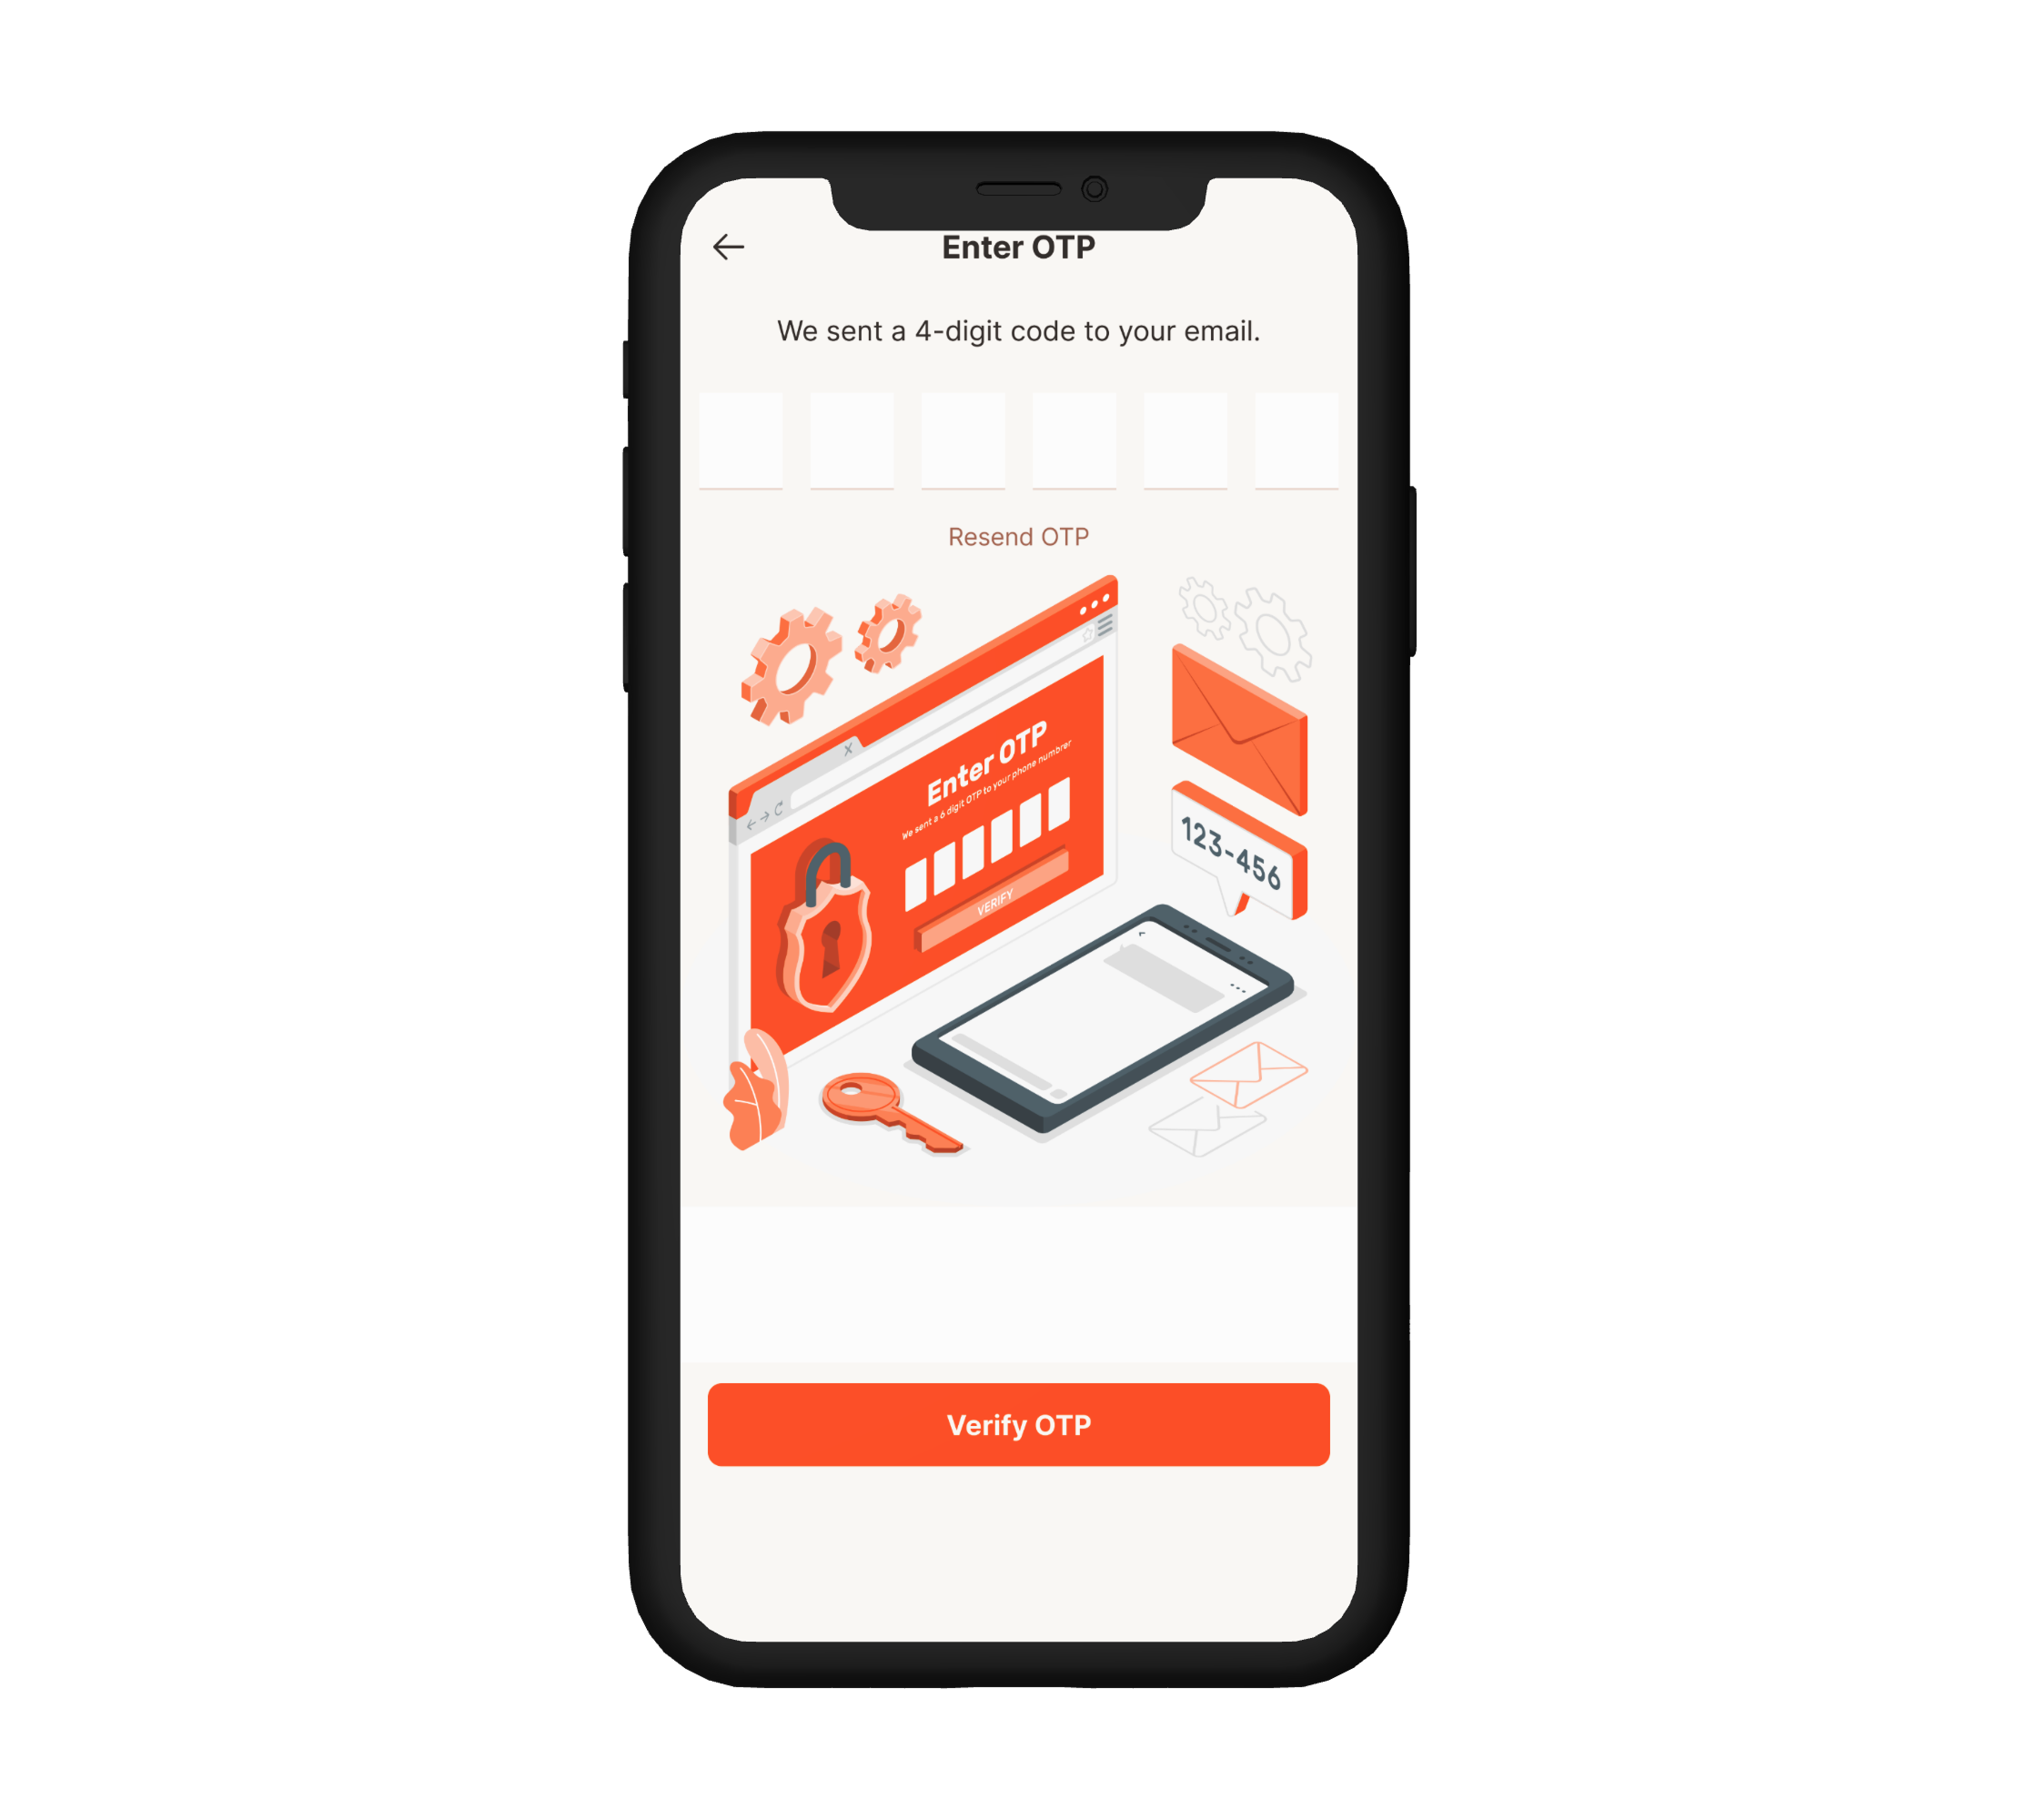 Enter OTP
We sent a 4-digit code to your email.
Resend OTP
Enter OTP
We sent a 6 digit OTP to your phone numbrer
VERIFY
123-456
Verify OTP